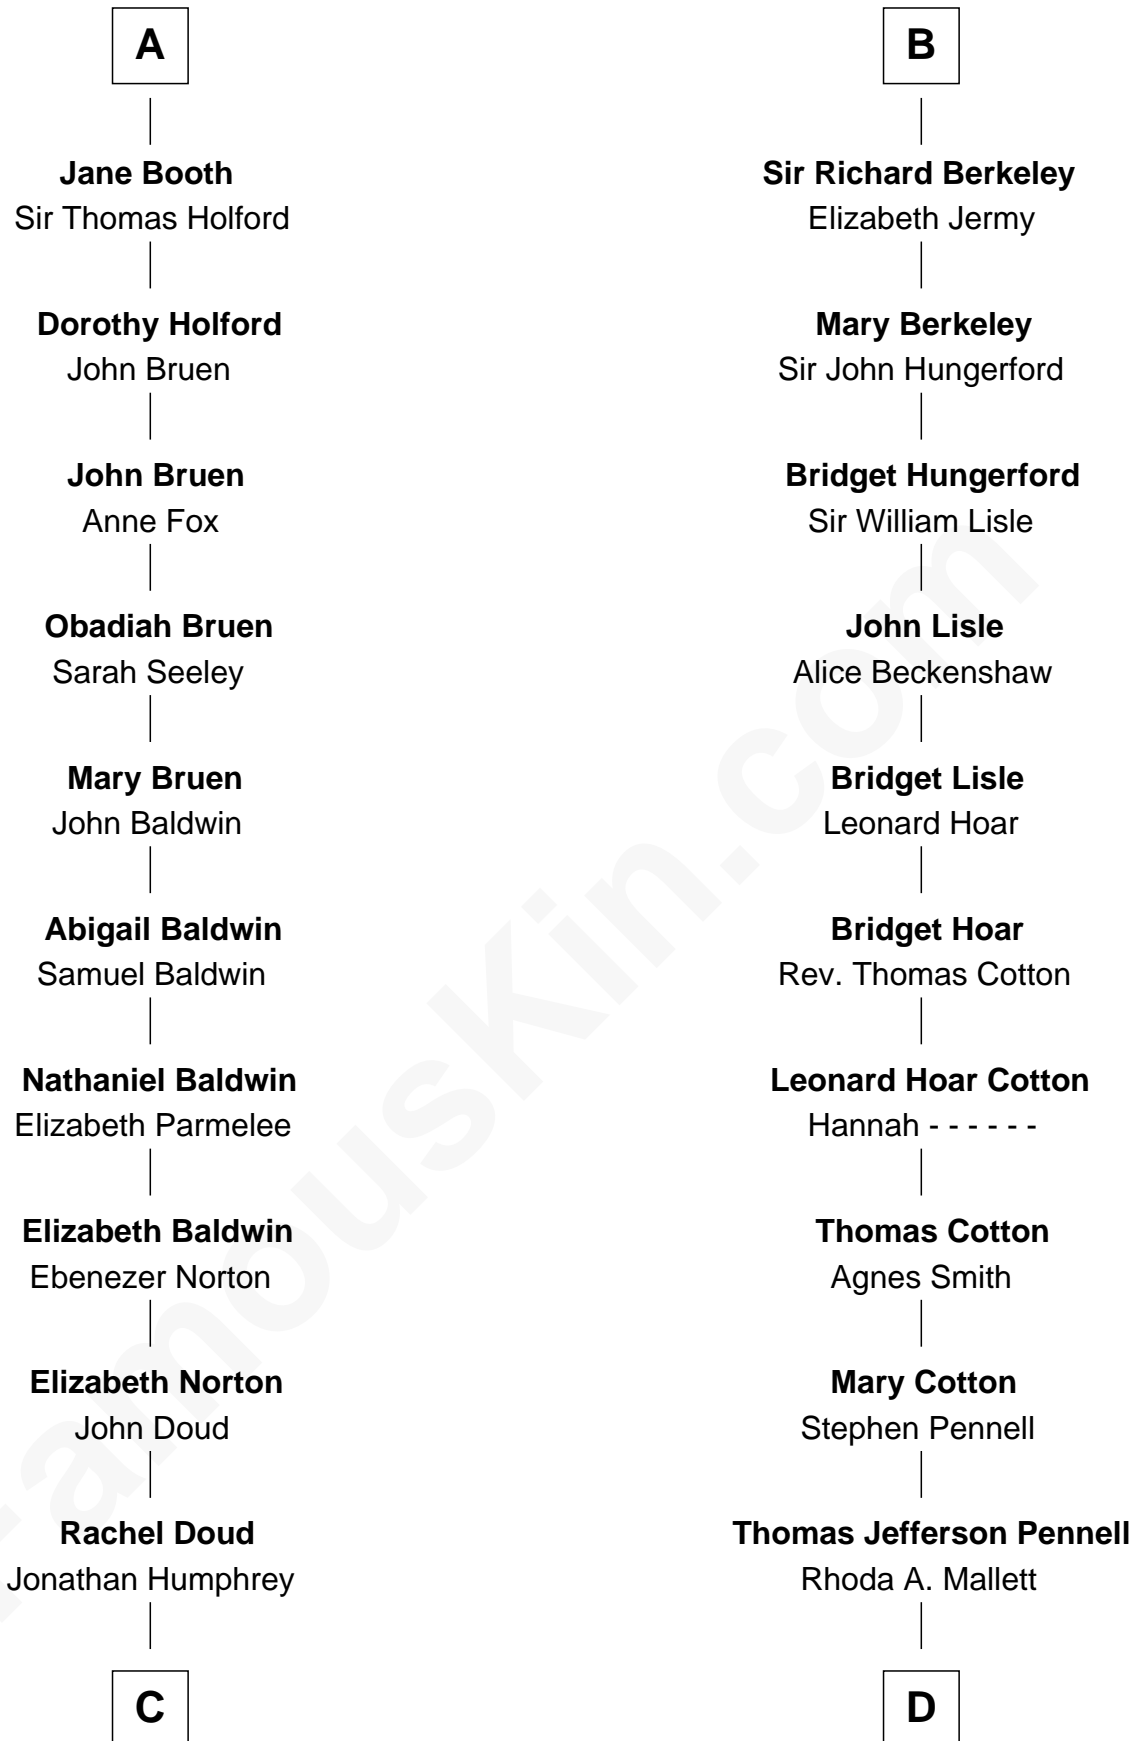 A
Jane Booth
Sir Thomas Holford
Dorothy Holford
John Bruen
John Bruen
Anne Fox
Obadiah Bruen
Sarah Seeley
Mary Bruen
John Baldwin
Abigail Baldwin
Samuel Baldwin
Nathaniel Baldwin
Elizabeth Parmelee
Elizabeth Baldwin
Ebenezer Norton
Elizabeth Norton
John Doud
Rachel Doud
Jonathan Humphrey
C
B
Sir Richard Berkeley
Elizabeth Jermy
Mary Berkeley
Sir John Hungerford
Bridget Hungerford
Sir William Lisle
John Lisle
Alice Beckenshaw
Bridget Lisle
Leonard Hoar
Bridget Hoar
Rev. Thomas Cotton
Leonard Hoar Cotton
Hannah - - - - - -
Thomas Cotton
Agnes Smith
Mary Cotton
Stephen Pennell
Thomas Jefferson Pennell
Rhoda A. Mallett
D
FamousKin.com